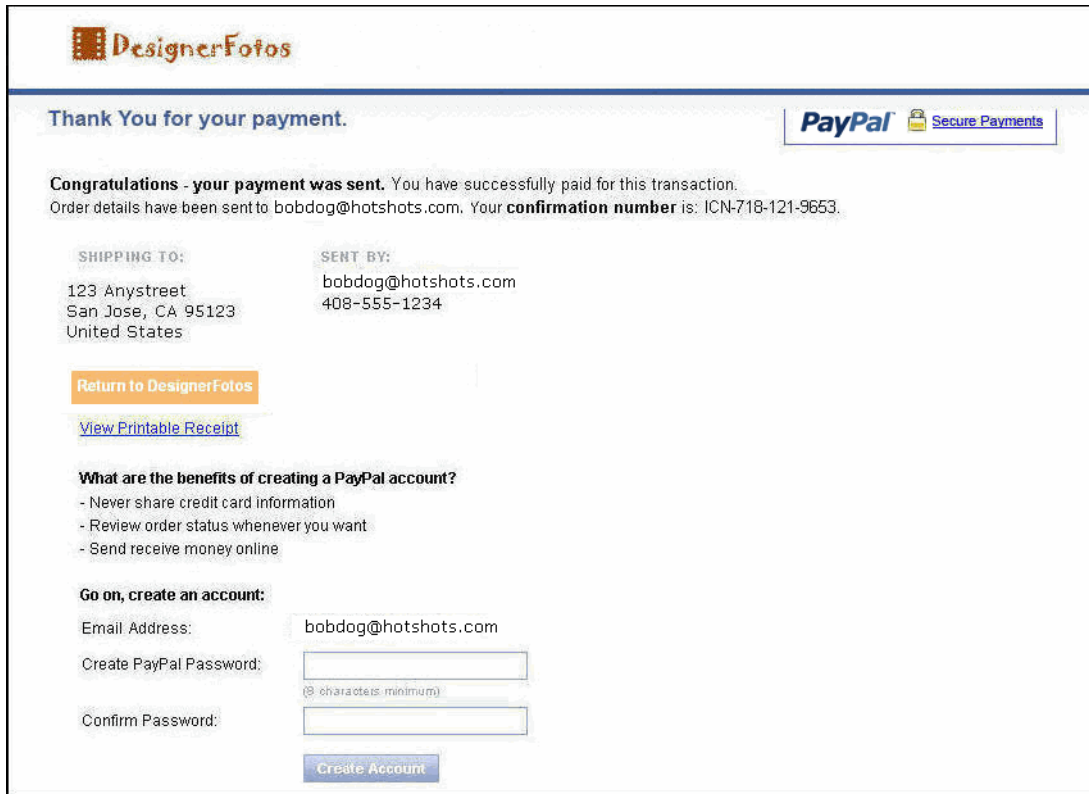 DesignerFotos
Thank You for your payment.
PayPal Secure Payments
Congratulations - your payment was sent. You have successfully paid for this transaction.
Order details have been sent to bobdog@hotshots.com. Your confirmation number is: ICN-718-121-9653.
SHIPPING TO: SENT BY:
123 Anystreet bobdog@hotshots.com
San Jose, CA 95123 408-555-1234
United States
Return to DesignerFotos
View Printable Receipt
What are the benefits of creating a PayPal account?
- Never share credit card information
- Review order status whenever you want
- Send receive money online
Go on, create an account:
Email Address: bobdog@hotshots.com
Create PayPal Password:
(8 characters minimum)
Confirm Password:
Create Account